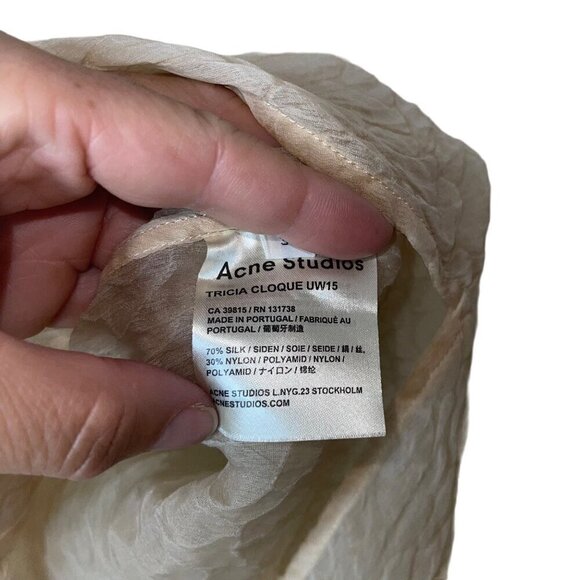 Acne Studios
TRICIA CLOQUE UW15
CA 39815 / RN 131738
MADE IN PORTUGAL / FABRIQUÉ AU
PORTUGAL / 葡萄牙制造
70% SILK / SIDEN / SOIE / SEIDE / 絹 / 丝,
30% NYLON / POLYAMID / NYLON /
POLYAMID / ナイロン / 锦纶
ACNE STUDIOS L.NYG.23 STOCKHOLM
ACNESTUDIOS.COM